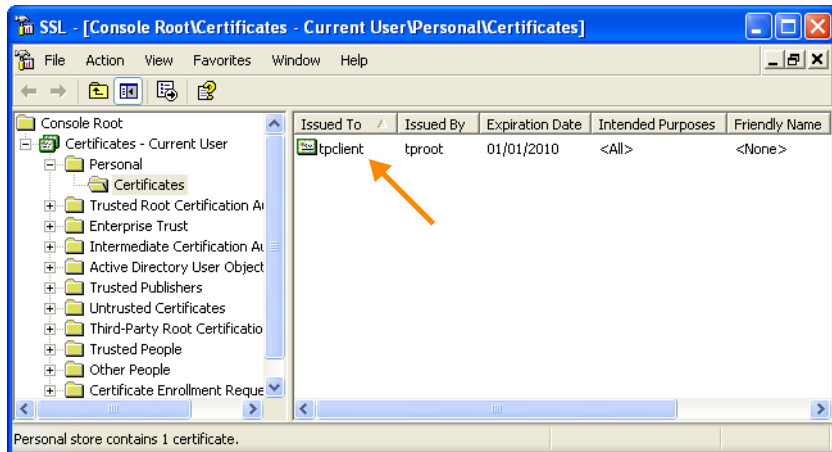 SSL - [Console Root\Certificates - Current User\Personal\Certificates]
File Action View Favorites Window Help
Console Root
Certificates - Current User
Personal
Certificates
Trusted Root Certification Au
Enterprise Trust
Intermediate Certification Au
Active Directory User Object
Trusted Publishers
Untrusted Certificates
Third-Party Root Certificatio
Trusted People
Other People
Certificate Enrollment Reque
Issued To Issued By Expiration Date Intended Purposes Friendly Name
tpclient tproot 01/01/2010 <All> <None>
Personal store contains 1 certificate.